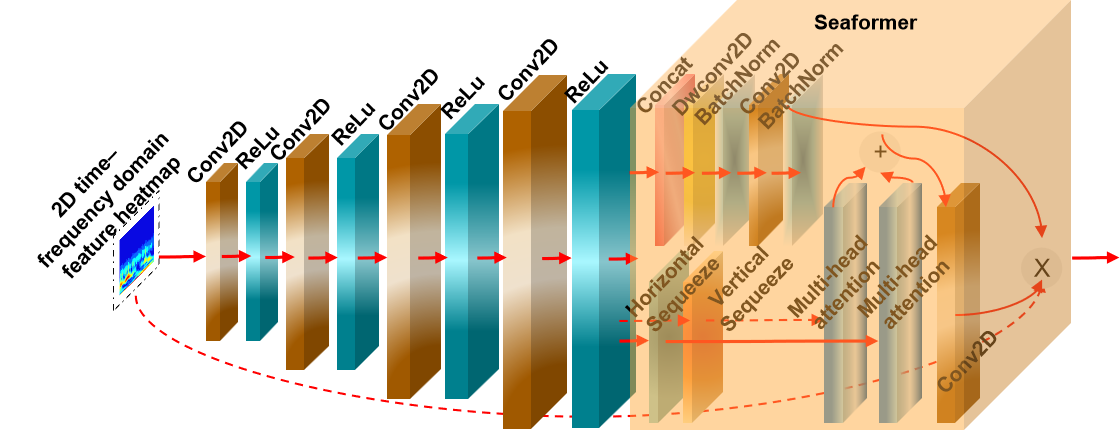 Seaformer
2D time–
frequency domain
feature heatmap
Conv2D
ReLu
Conv2D
ReLu
Conv2D
ReLu
Conv2D
ReLu
Concat
Dwconv2D
BatchNorm
Conv2D
BatchNorm
+
Horizontal
Sequeeze
Vertical
Sequeeze
Multi-head
attention
Multi-head
attention
Conv2D
X